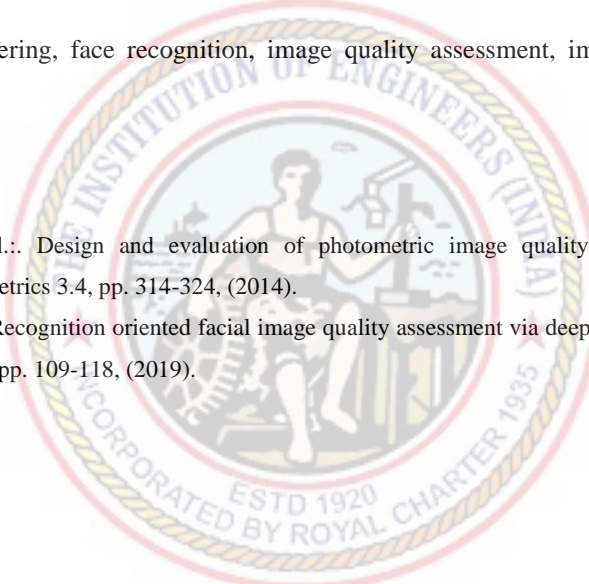 ering, face recognition, image quality assessment, im
THE INSTITUTION OF ENGINEERS (INDIA)
l.:. Design and evaluation of photometric image quality
etrics 3.4, pp. 314-324, (2014).
Recognition oriented facial image quality assessment via deep
pp. 109-118, (2019).
ESTD 1920
INCORPORATED BY ROYAL CHARTER 1935